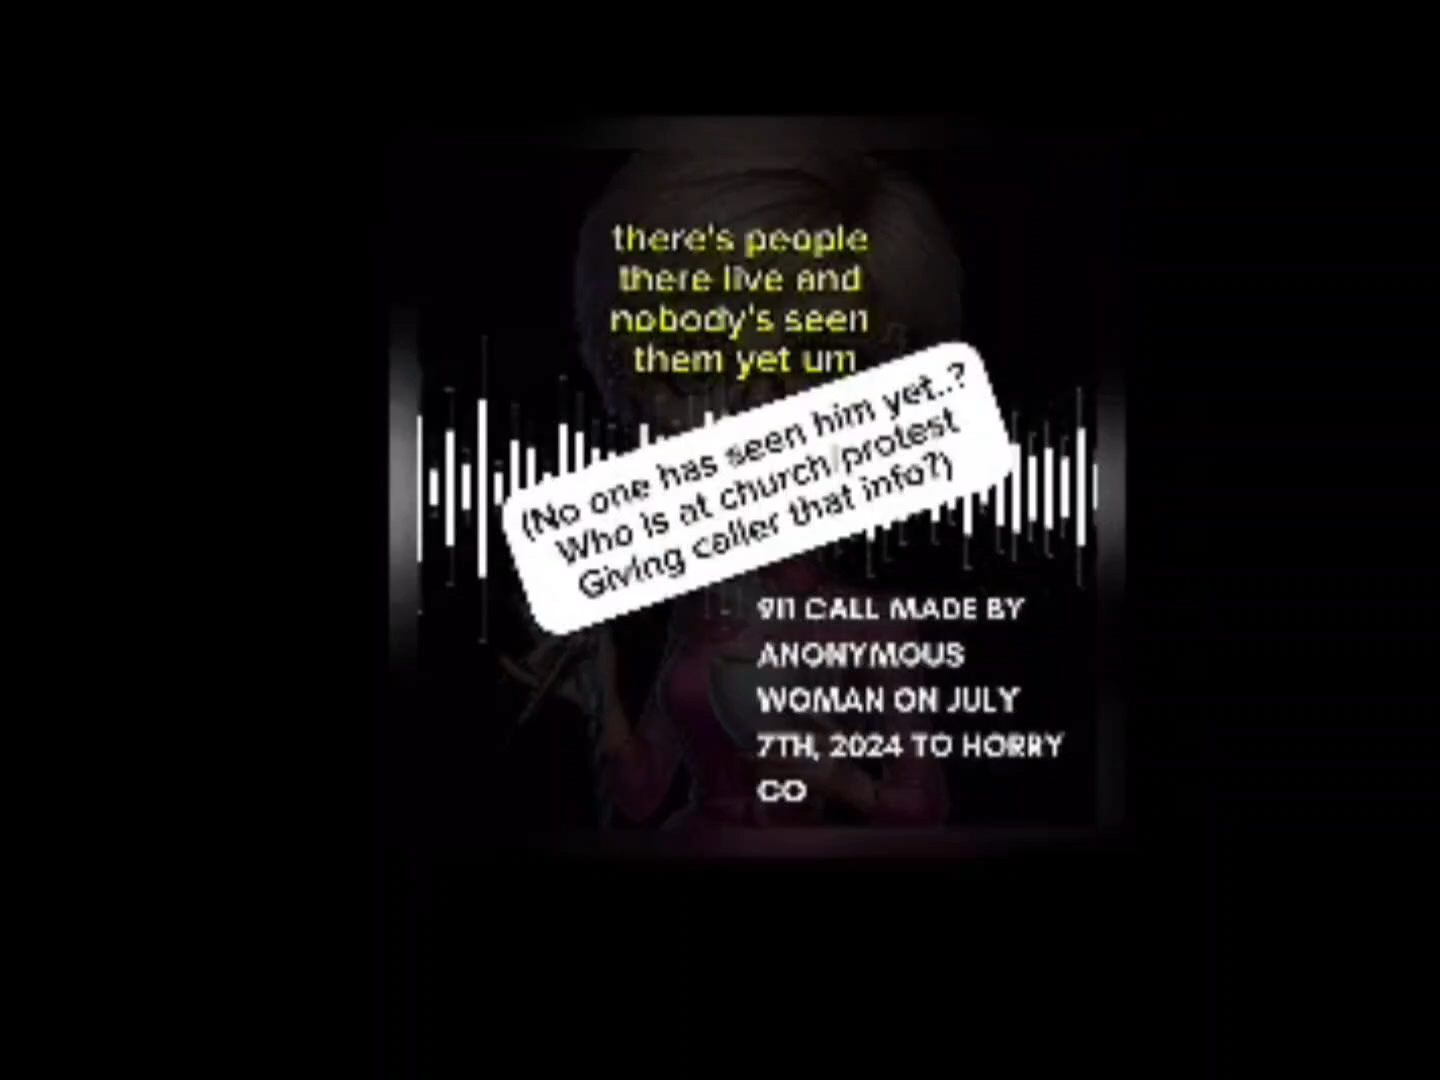 there's people
there live and
nobody's seen
them yet um
(No one has seen him yet..?
Who is at church/protest
Giving caller that info?)
911 CALL MADE BY
ANONYMOUS
WOMAN ON JULY
7TH, 2024 TO HORRY
CO